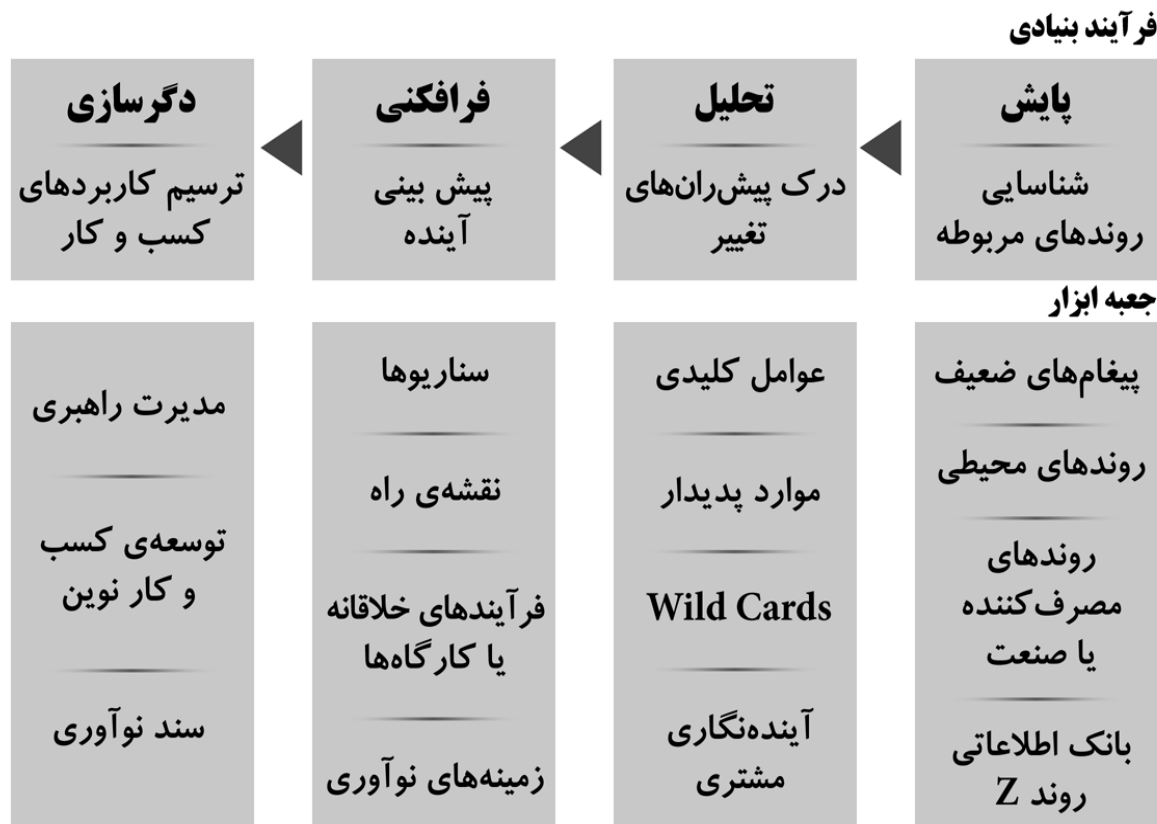 فرآیند بنیادی
پایش
شناسایی
روندهای مربوطه
تحلیل
درک پیش‌ران‌های
تغییر
فرافکنی
پیش بینی
آینده
دگرسازی
ترسیم کاربردهای
کسب و کار
جعبه ابزار
پیغام‌های ضعیف
روندهای محیطی
روندهای
مصرف‌کننده
یا صنعت
بانک اطلاعاتی
روند Z
عوامل کلیدی
موارد پدیدار
Wild Cards
آینده‌نگاری
مشتری
سناریوها
نقشه‌ی راه
فرآیندهای خلاقانه
یا کارگاه‌ها
زمینه‌های نوآوری
مدیرت راهبری
توسعه‌ی کسب
و کار نوین
سند نوآوری